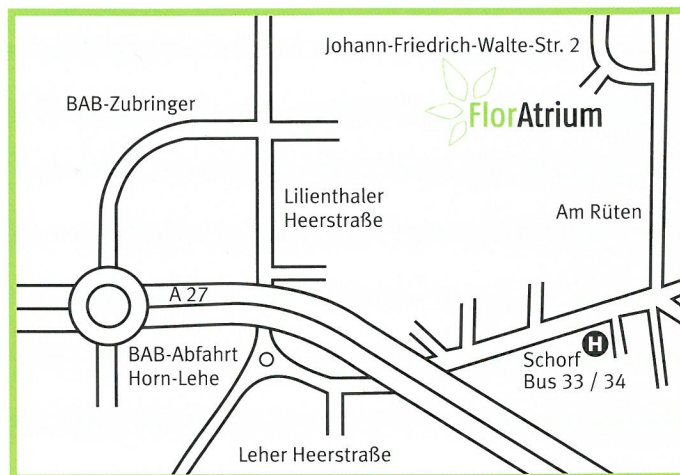 Johann-Friedrich-Walte-Str. 2
BAB-Zubringer
FlorAtrium
Lilienthaler
Heerstraße
Am Rüten
A 27
BAB-Abfahrt
Horn-Lehe
H
Schorf
Bus 33 / 34
Leher Heerstraße